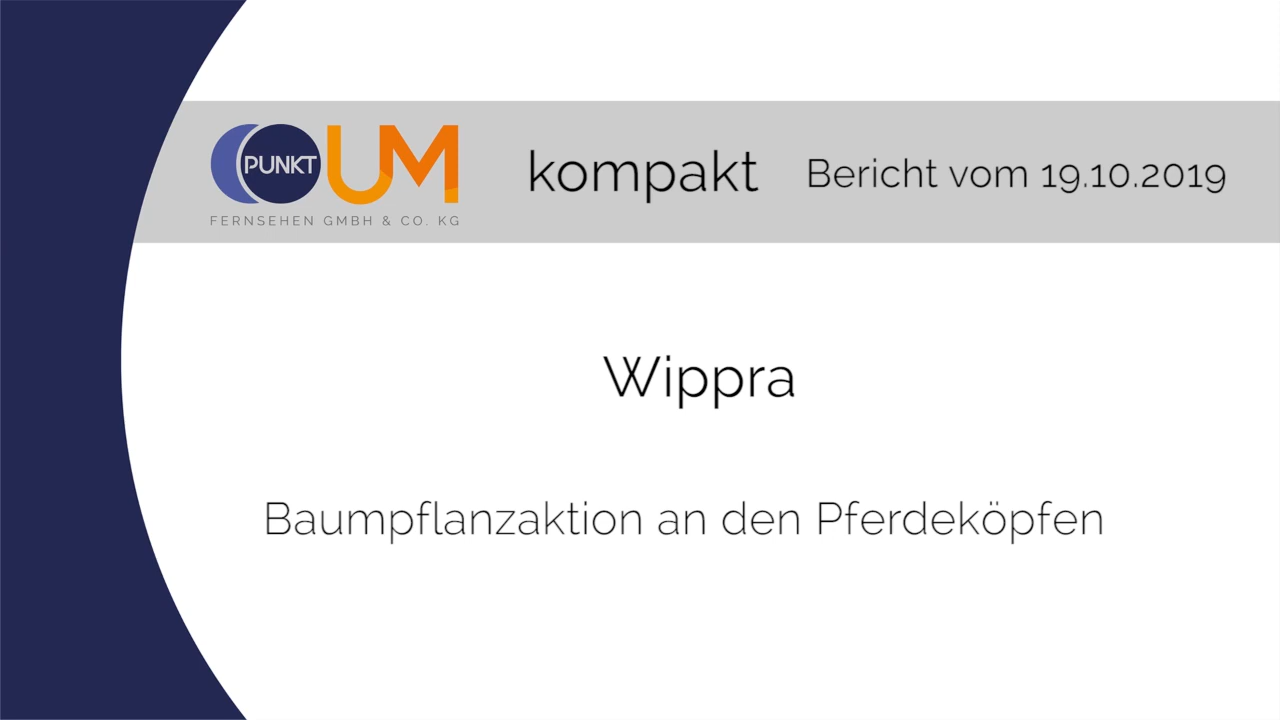 PUNKT UM
FERNSEHEN GMBH & CO. KG
kompakt Bericht vom 19.10.2019
Wippra
Baumpflanzaktion an den Pferdeköpfen